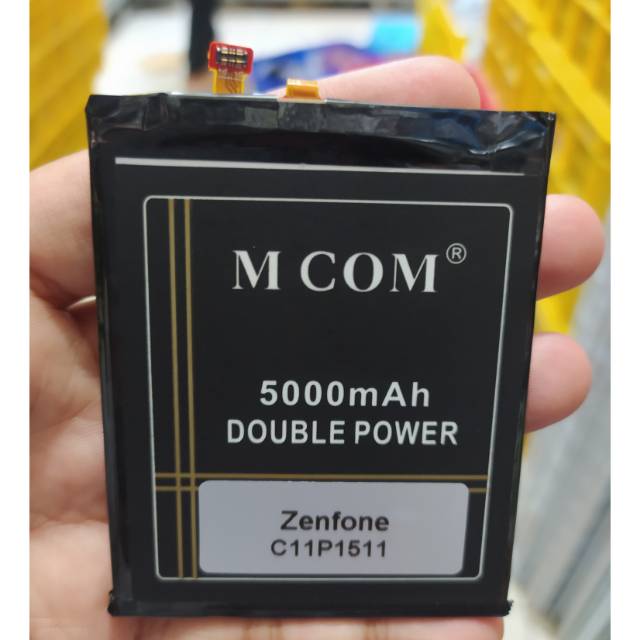 M COM®
5000mAh
DOUBLE POWER
Zenfone
C11P1511